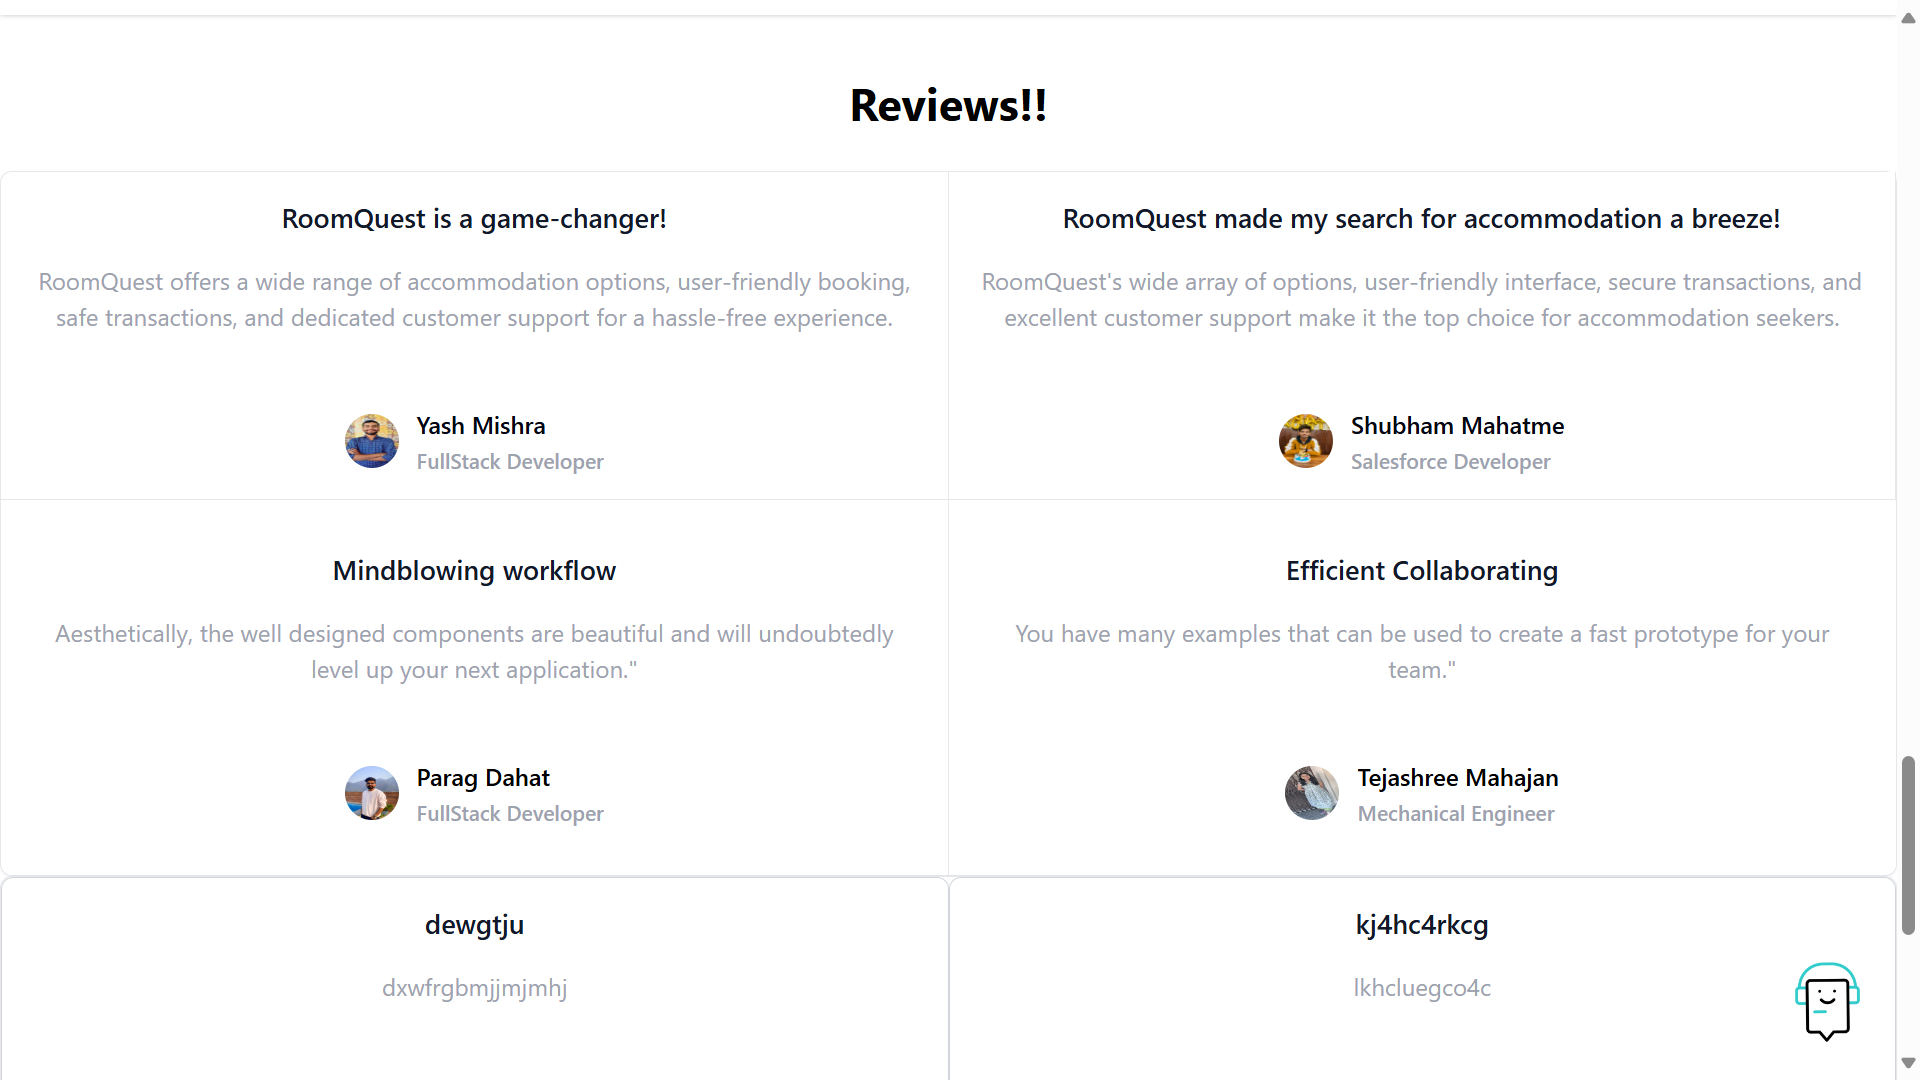 Reviews!!
RoomQuest is a game-changer!
RoomQuest offers a wide range of accommodation options, user-friendly booking,
safe transactions, and dedicated customer support for a hassle-free experience.
Yash Mishra
FullStack Developer
RoomQuest made my search for accommodation a breeze!
RoomQuest's wide array of options, user-friendly interface, secure transactions, and
excellent customer support make it the top choice for accommodation seekers.
Shubham Mahatme
Salesforce Developer
Mindblowing workflow
Aesthetically, the well designed components are beautiful and will undoubtedly
level up your next application."
Parag Dahat
FullStack Developer
Efficient Collaborating
You have many examples that can be used to create a fast prototype for your
team."
Tejashree Mahajan
Mechanical Engineer
dewgtju
dxwfrgbmjjmjmhj
kj4hc4rkcg
lkhcluegco4c